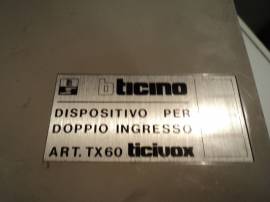 bticino
DISPOSITIVO PER
DOPPIO INGRESSO
ART. TX60 ticivox